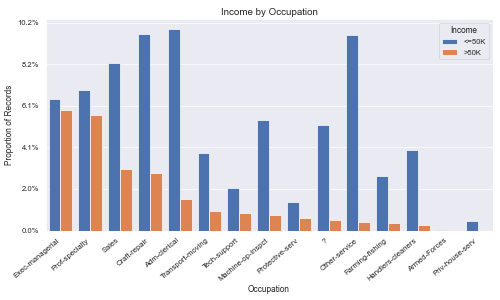 Income by Occupation
Income
<=50K
>50K
10.2%
8.2%
6.1%
4.1%
2.0%
0.0%
Proportion of Records
Exec-managerial
Prof-specialty
Sales
Craft-repair
Adm-clerical
Transport-moving
Tech-support
Machine-op-inspct
Protective-serv
?
Other-service
Farming-fishing
Handlers-cleaners
Armed-Forces
Priv-house-serv
Occupation